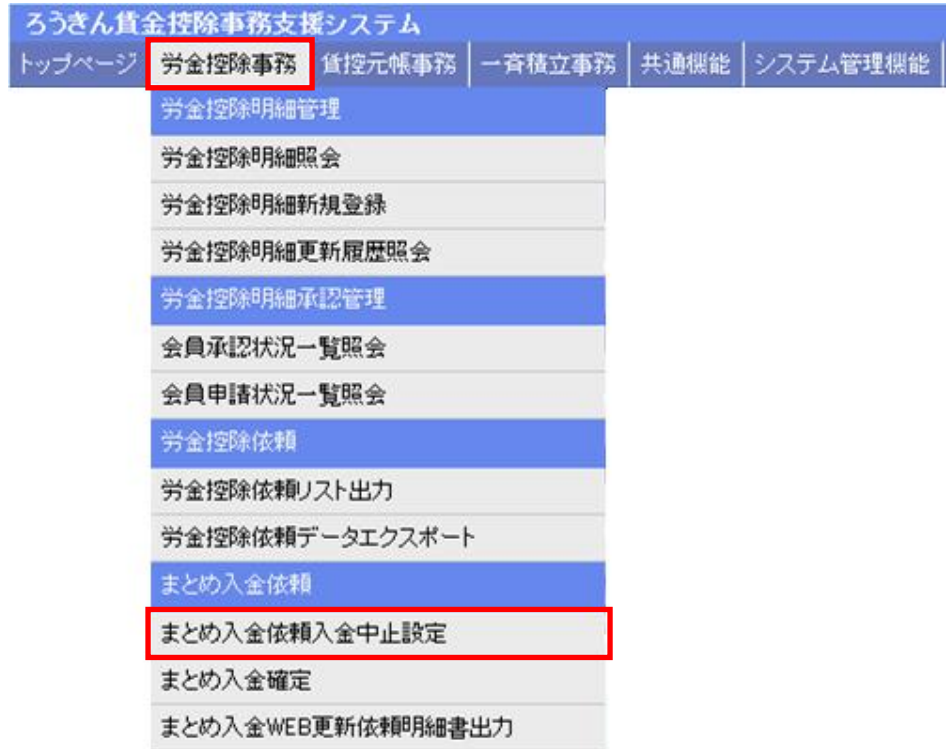 ろうきん賃金控除事務支援システム
トップページ 労金控除事務 賃控元帳事務 一斉積立事務 共通機能 システム管理機能
労金控除明細管理
労金控除明細照会
労金控除明細新規登録
労金控除明細更新履歴照会
労金控除明細承認管理
会員承認状況一覧照会
会員申請状況一覧照会
労金控除依頼
労金控除依頼リスト出力
労金控除依頼データエクスポート
まとめ入金依頼
まとめ入金依頼入金中止設定
まとめ入金確定
まとめ入金WEB更新依頼明細書出力